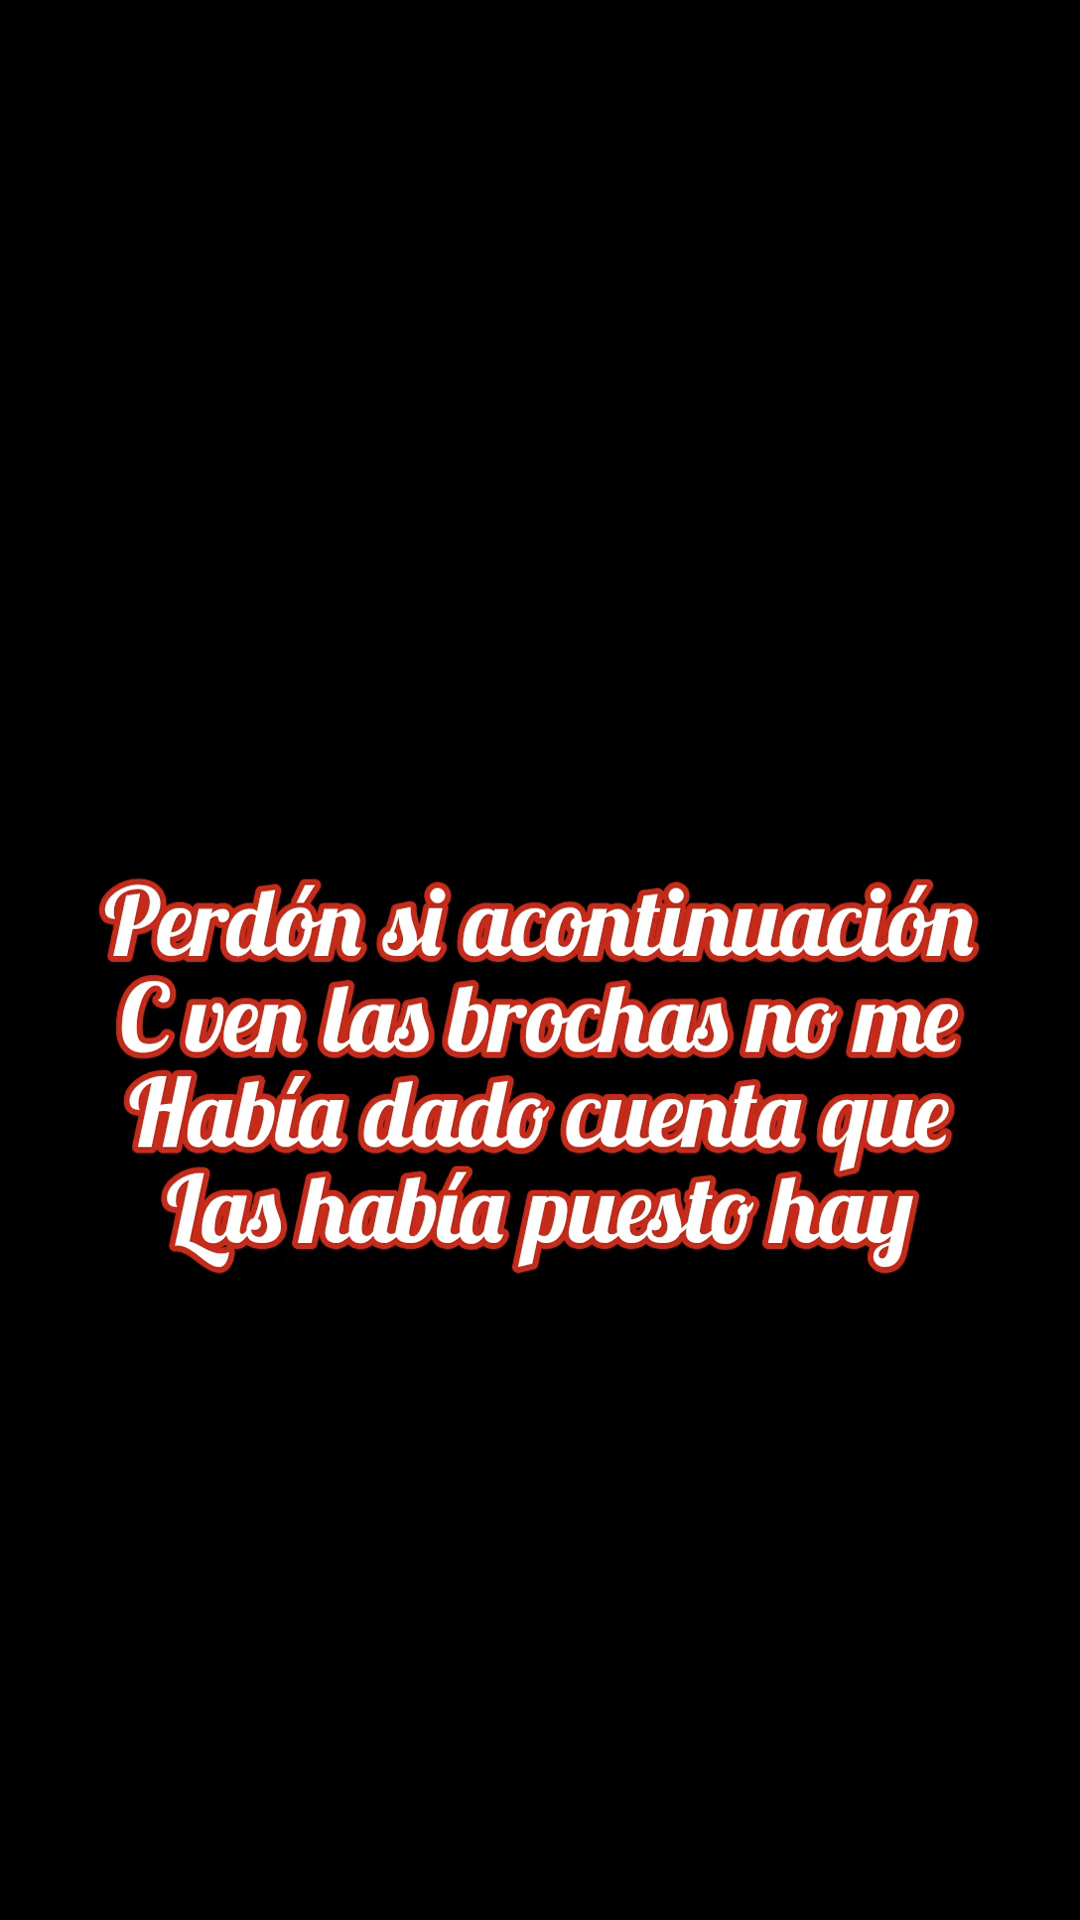 Perdón si acontinuación
C ven las brochas no me
Había dado cuenta que
Las había puesto hay